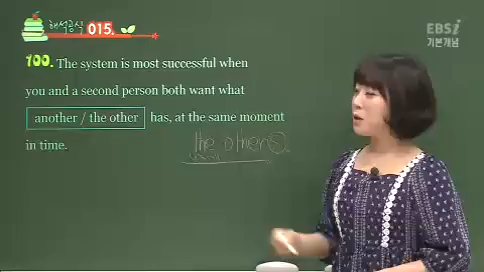 해석공식 015.
EBSi
기본개념
100. The system is most successful when
you and a second person both want what
another / the other has, at the same moment
in time.
the others